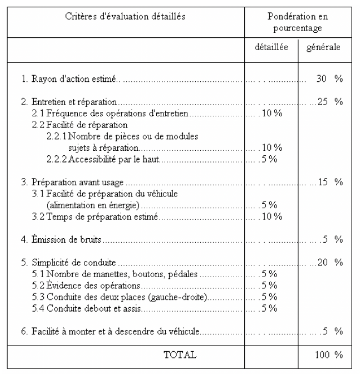 Critères d'évaluation détaillés
Pondération en
pourcentage
détaillée générale
1. Rayon d'action estimé 30 %
2. Entretien et réparation 25 %
2.1 Fréquence des opérations d'entretien 10 %
2.2 Facilité de réparation
2.2.1 Nombre de pièces ou de modules
sujets à réparation 10 %
2.2.2 Accessibilité par le haut 5 %
3. Préparation avant usage 15 %
3.1 Facilité de préparation du véhicule
(alimentation en énergie) 5 %
3.2 Temps de préparation estimé 10 %
4. Émission de bruits 5 %
5. Simplicité de conduite 20 %
5.1 Nombre de manettes, boutons, pédales 5 %
5.2 Évidence des opérations 5 %
5.3 Conduite des deux places (gauche-droite) 5 %
5.4 Conduite debout et assis 5 %
6. Facilité à monter et à descendre du véhicule 5 %
TOTAL 100 %